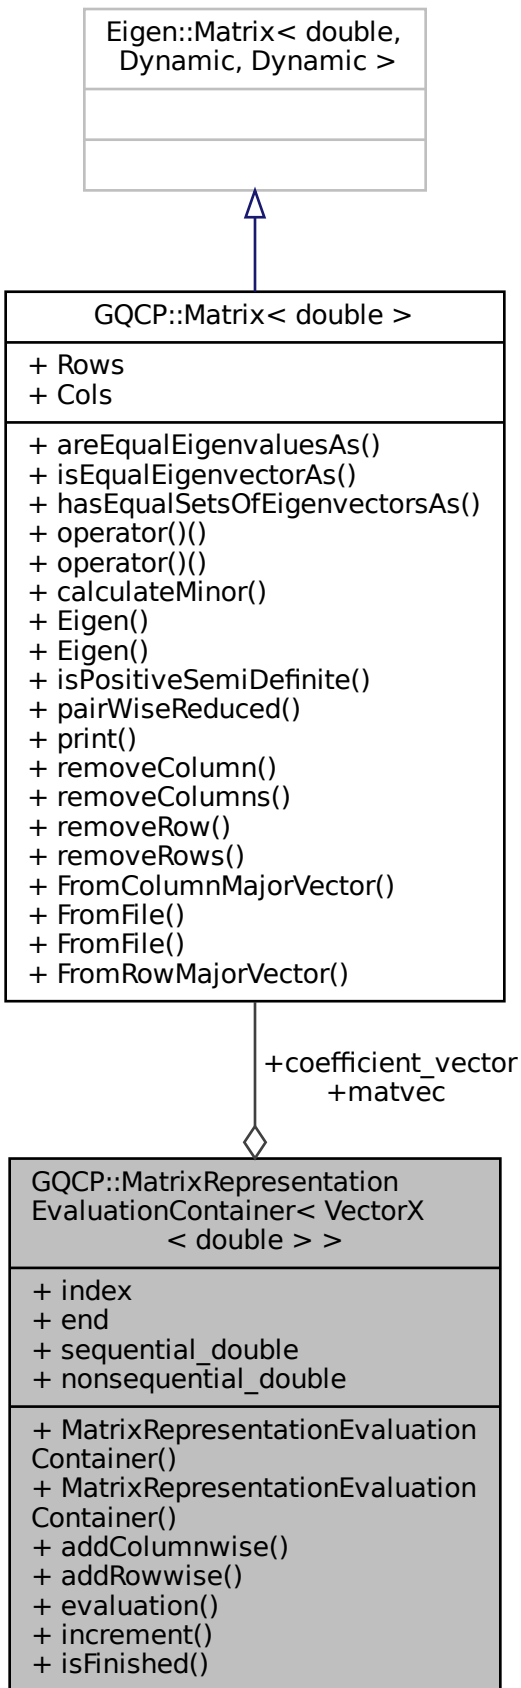 Eigen::Matrix< double,
Dynamic, Dynamic >
GQCP::Matrix< double >
+ Rows
+ Cols
+ areEqualEigenvaluesAs()
+ isEqualEigenvectorAs()
+ hasEqualSetsOfEigenvectorsAs()
+ operator()()
+ operator()()
+ calculateMinor()
+ Eigen()
+ Eigen()
+ isPositiveSemiDefinite()
+ pairWiseReduced()
+ print()
+ removeColumn()
+ removeColumns()
+ removeRow()
+ removeRows()
+ FromColumnMajorVector()
+ FromFile()
+ FromFile()
+ FromRowMajorVector()
+coefficient_vector
+matvec
GQCP::MatrixRepresentation
EvaluationContainer< VectorX
< double > >
+ index
+ end
+ sequential_double
+ nonsequential_double
+ MatrixRepresentationEvaluation
Container()
+ MatrixRepresentationEvaluation
Container()
+ addColumnwise()
+ addRowwise()
+ evaluation()
+ increment()
+ isFinished()